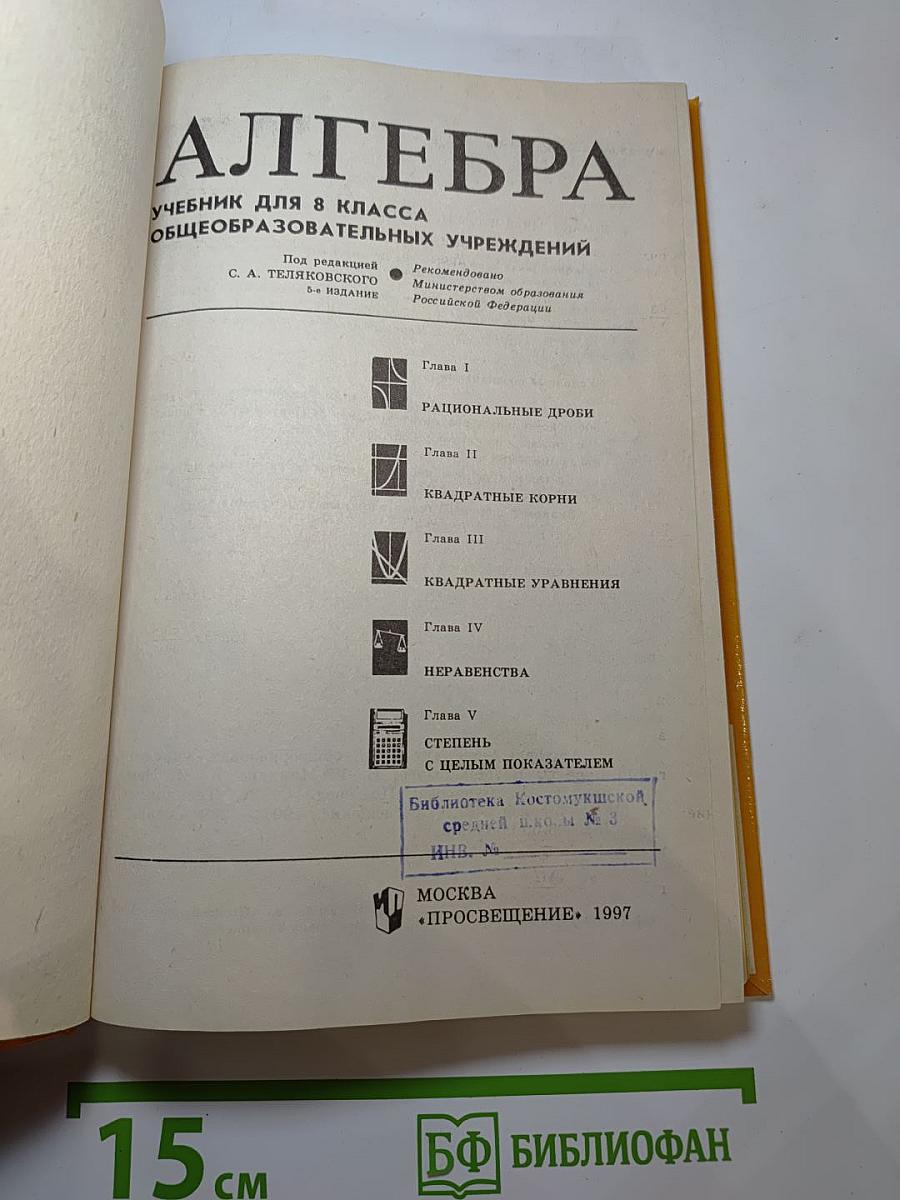 АЛГЕБРА
УЧЕБНИК ДЛЯ 8 КЛАССА
ОБЩЕОБРАЗОВАТЕЛЬНЫХ УЧРЕЖДЕНИЙ
Под редакцией
С. А. ТЕЛЯКОВСКОГО
5-е ИЗДАНИЕ
Рекомендовано
Министерством образования
Российской Федерации
Глава I
РАЦИОНАЛЬНЫЕ ДРОБИ
Глава II
КВАДРАТНЫЕ КОРНИ
Глава III
КВАДРАТНЫЕ УРАВНЕНИЯ
Глава IV
НЕРАВЕНСТВА
Глава V
СТЕПЕНЬ
С ЦЕЛЫМ ПОКАЗАТЕЛЕМ
Библиотека Костомукшской
средней школы № 3
ИНВ. №
МОСКВА
«ПРОСВЕЩЕНИЕ» 1997
15 см
БФ БИБЛИОФАН